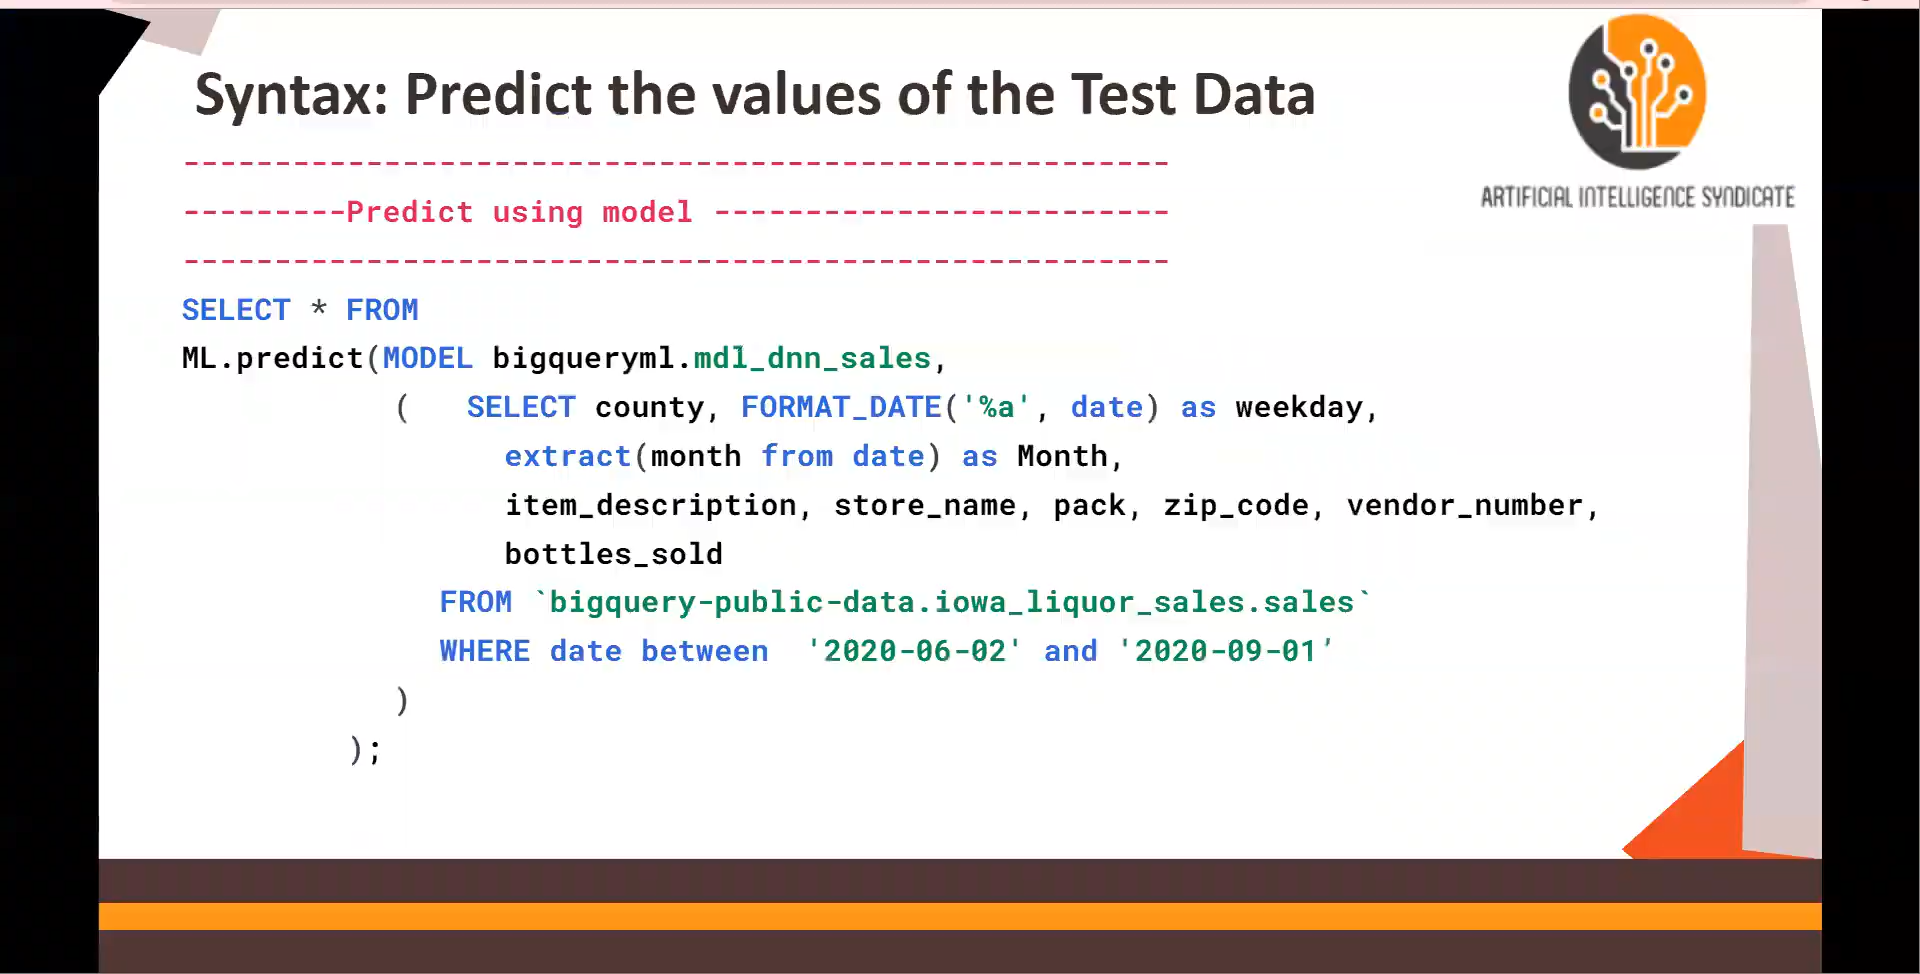 Syntax: Predict the values of the Test Data
ARTIFICIAL INTELLIGENCE SYNDICATE
------------------------------------------------------
---------Predict using model -------------------------
------------------------------------------------------
SELECT * FROM
ML.predict(MODEL bigqueryml.mdl_dnn_sales,
( SELECT county, FORMAT_DATE('%a', date) as weekday,
extract(month from date) as Month,
item_description, store_name, pack, zip_code, vendor_number,
bottles_sold
FROM `bigquery-public-data.iowa_liquor_sales.sales`
WHERE date between '2020-06-02' and '2020-09-01’
)
);